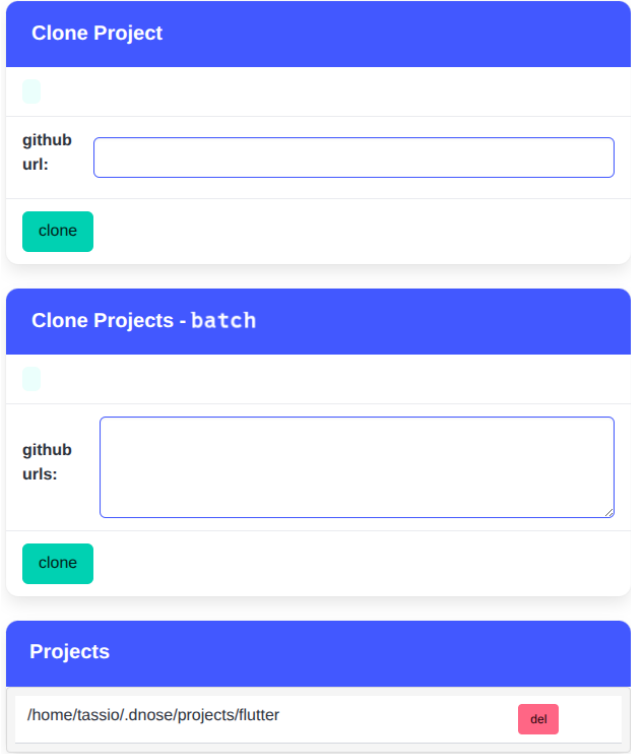 Clone Project
github
url:
clone
Clone Projects - batch
github
urls:
clone
Projects
/home/tassio/.dnose/projects/flutter del